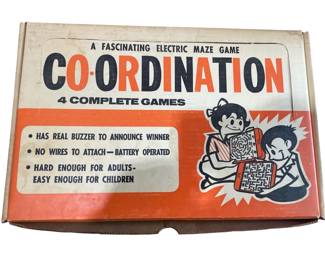 A FASCINATING ELECTRIC MAZE GAME
CO·ORDINATION
4 COMPLETE GAMES
• HAS REAL BUZZER TO ANNOUNCE WINNER
• NO WIRES TO ATTACH — BATTERY OPERATED
• HARD ENOUGH FOR ADULTS-
EASY ENOUGH FOR CHILDREN